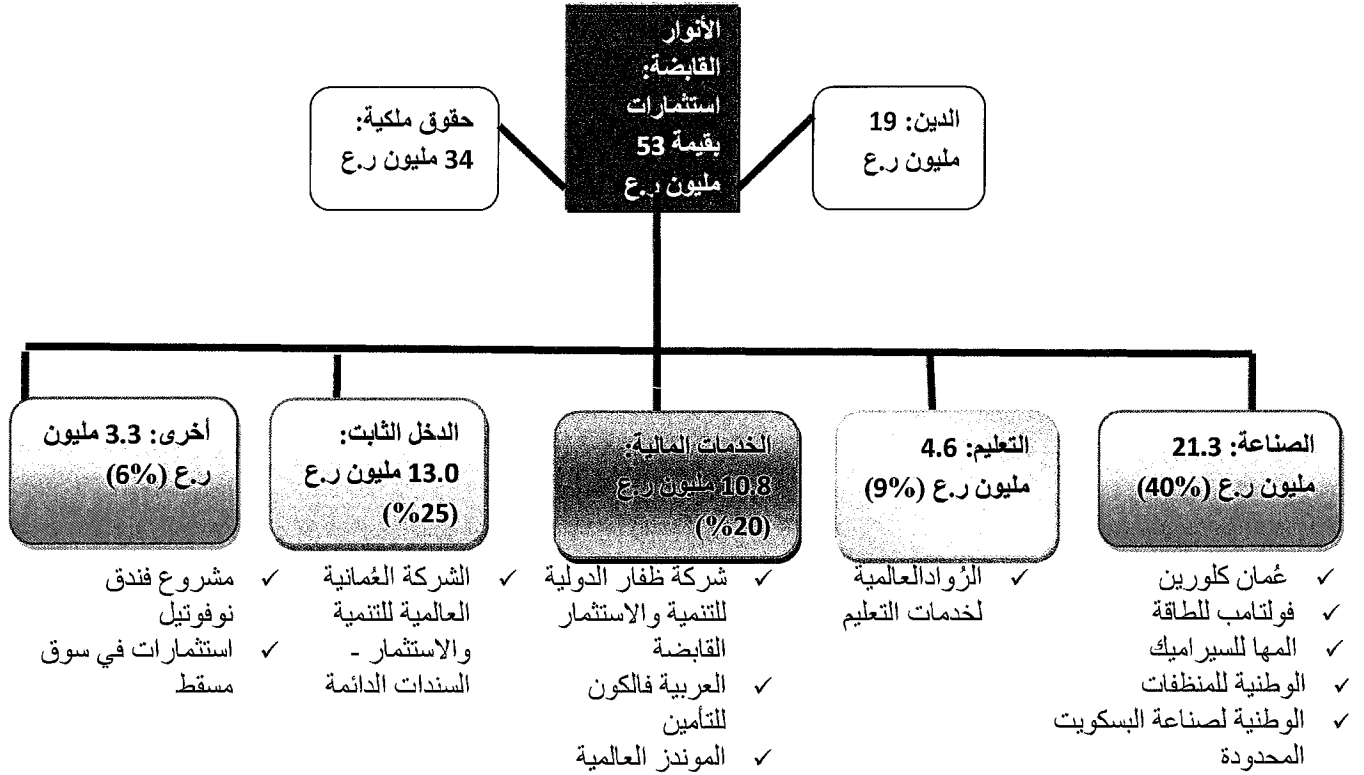 الأنوار
القابضة:
استثمارات
بقيمة 53
مليون ر.ع
الدين: 19
مليون ر.ع
حقوق ملكية:
34 مليون ر.ع
الصناعة: 21.3
مليون ر.ع (40%)
✓ عُمان كلورين
✓ فولتامب للطاقة
✓ المها للسيراميك
✓ الوطنية للمنظفات
✓ الوطنية لصناعة البسكويت
المحدودة
التعليم: 4.6
مليون ر.ع (9%)
✓ الرُوادالعالمية
لخدمات التعليم
الخدمات المالية:
10.8 مليون ر.ع
(20%)
✓ شركة ظفار الدولية
للتنمية والاستثمار
القابضة
✓ العربية فالكون
للتأمين
✓ الموندز العالمية
الدخل الثابت:
13.0 مليون ر.ع
(25%)
✓ الشركة العُمانية
العالمية للتنمية
والاستثمار -
السندات الدائمة
أخرى: 3.3 مليون
ر.ع (6%)
✓ مشروع فندق
نوفوتيل
✓ استثمارات في سوق
مسقط